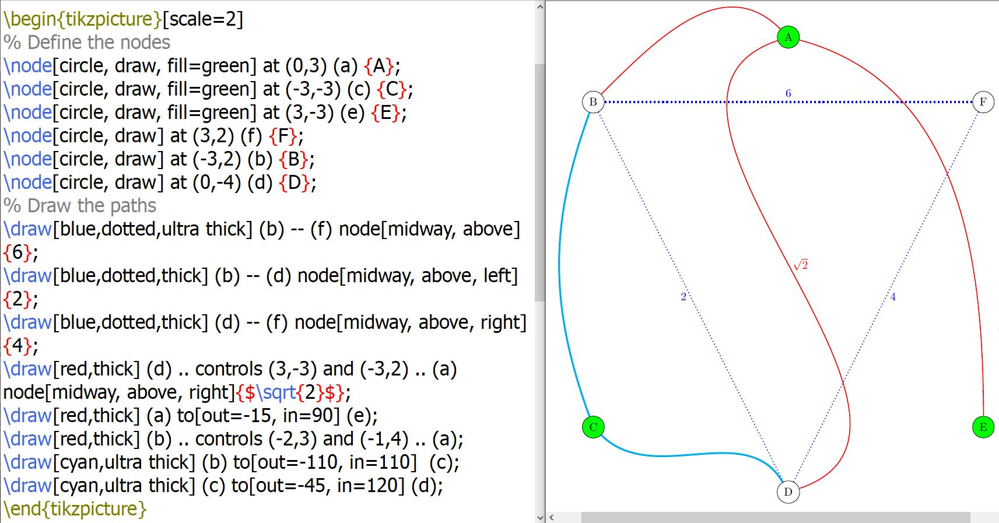 \begin{tikzpicture}[scale=2]
% Define the nodes
\node[circle, draw, fill=green] at (0,3) (a) {A};
\node[circle, draw, fill=green] at (-3,-3) (c) {C};
\node[circle, draw, fill=green] at (3,-3) (e) {E};
\node[circle, draw] at (3,2) (f) {F};
\node[circle, draw] at (-3,2) (b) {B};
\node[circle, draw] at (0,-4) (d) {D};
% Draw the paths
\draw[blue,dotted,ultra thick] (b) -- (f) node[midway, above]
{6};
\draw[blue,dotted,thick] (b) -- (d) node[midway, above, left]
{2};
\draw[blue,dotted,thick] (d) -- (f) node[midway, above, right]
{4};
\draw[red,thick] (d) .. controls (3,-3) and (-3,2) .. (a)
node[midway, above, right]{$\sqrt{2}$};
\draw[red,thick] (a) to[out=-15, in=90] (e);
\draw[red,thick] (b) .. controls (-2,3) and (-1,4) .. (a);
\draw[cyan,ultra thick] (b) to[out=-110, in=110]  (c);
\draw[cyan,ultra thick] (c) to[out=-45, in=120] (d);
\end{tikzpicture}
A
6
B
F
√2
2
4
C
E
D